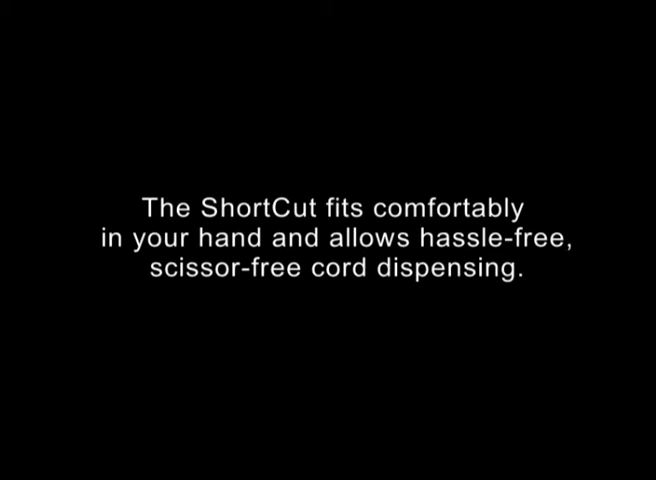 The ShortCut fits comfortably
in your hand and allows hassle-free,
scissor-free cord dispensing.